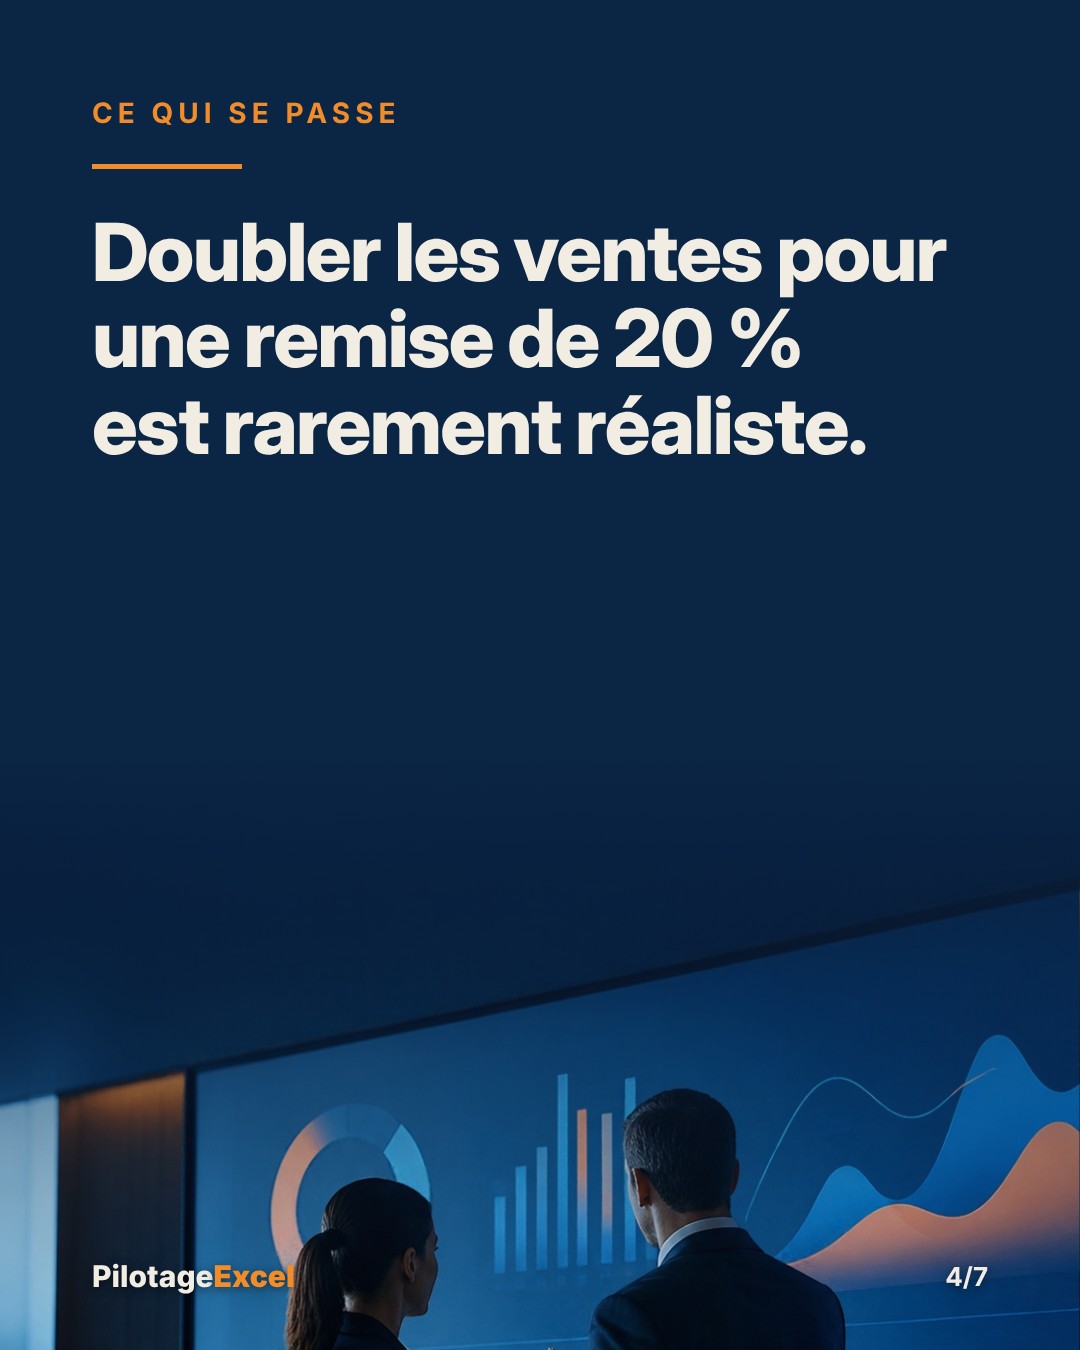 CE QUI SE PASSE
Doubler les ventes pour
une remise de 20 %
est rarement réaliste.
PilotageExcel
4/7